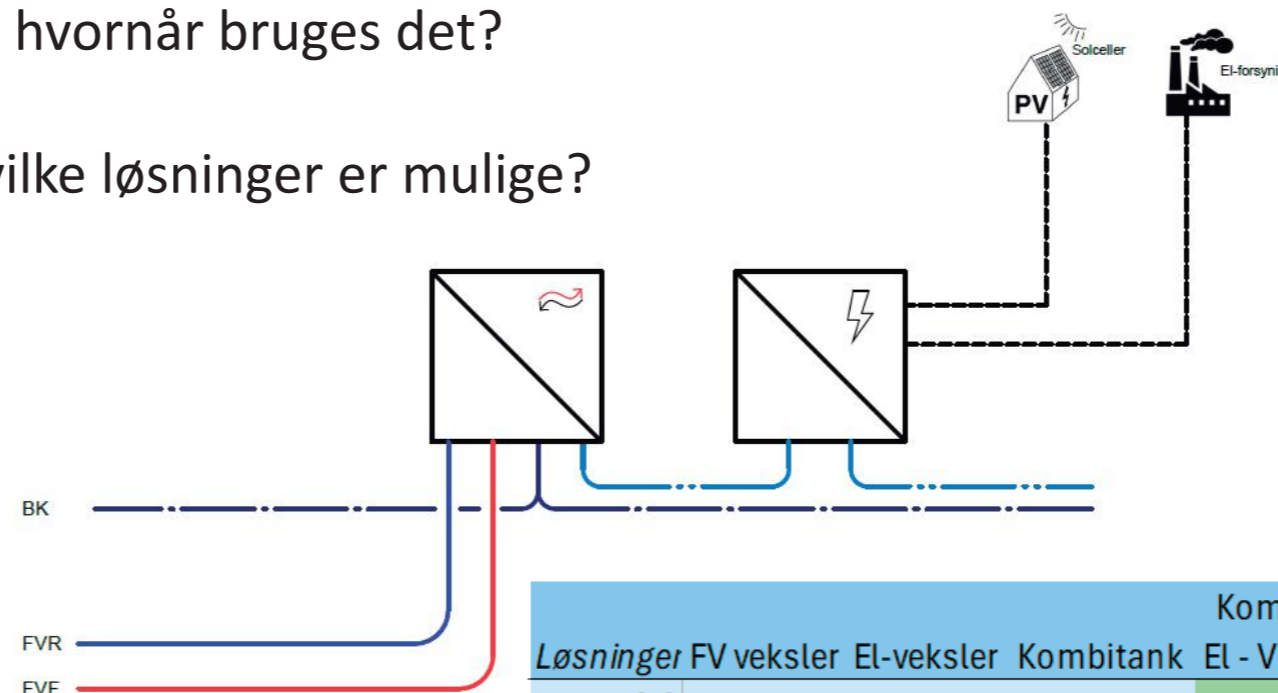 hvornår bruges det?
vilke løsninger er mulige?
Solceller
El-forsyni
PV
BK
FVR
FVF
Kom
Løsninger FV veksler El-veksler Kombitank El - V